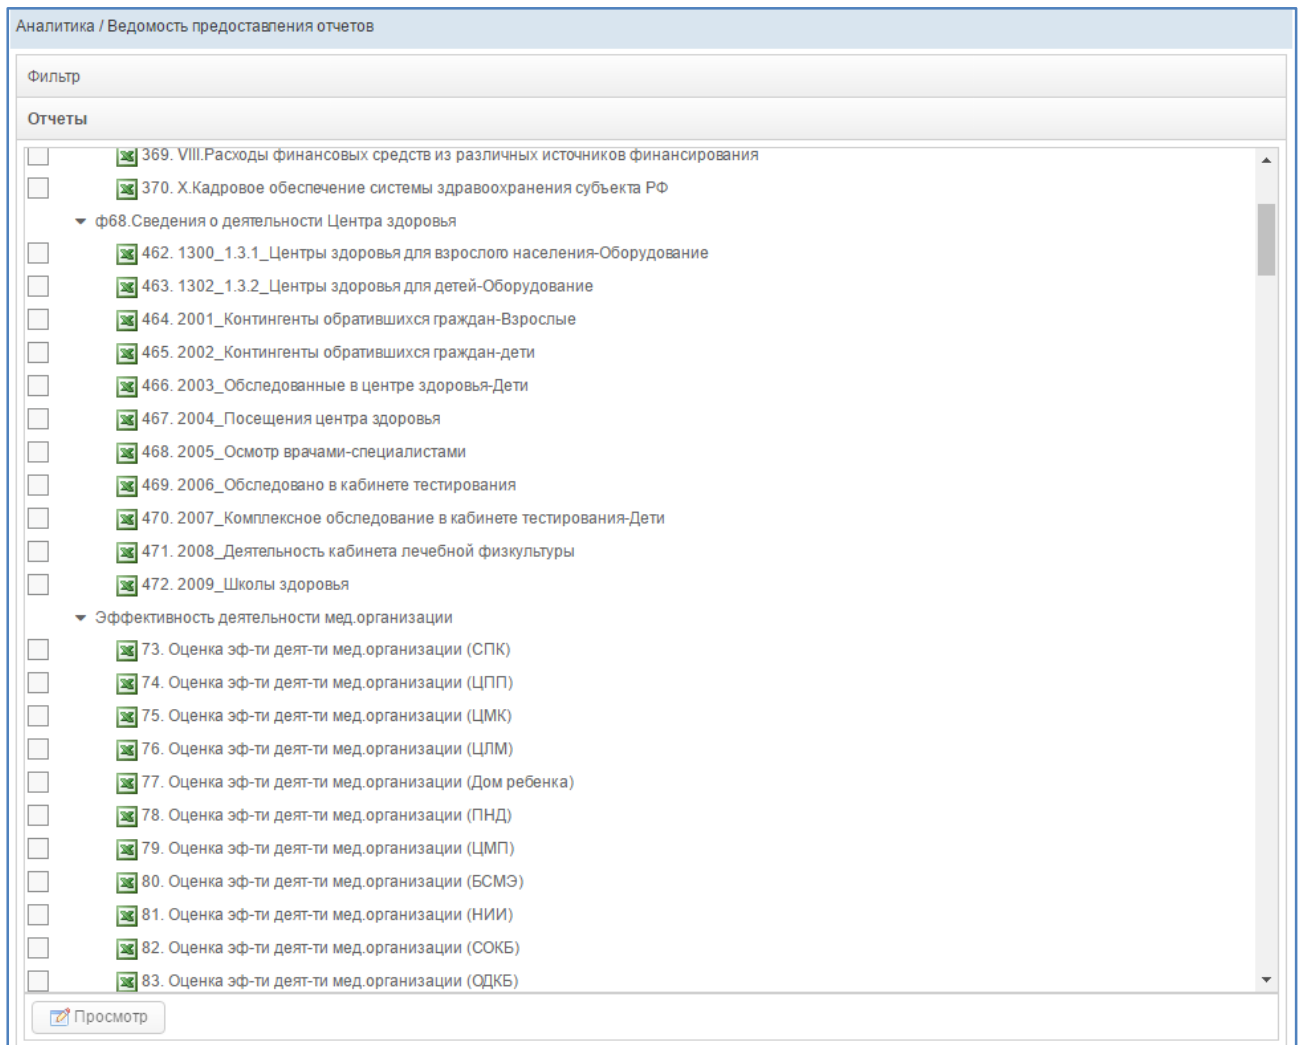 Аналитика / Ведомость предоставления отчетов
Фильтр
Отчеты
369. VIII.Расходы финансовых средств из различных источников финансирования
370. X.Кадровое обеспечение системы здравоохранения субъекта РФ
ф68.Сведения о деятельности Центра здоровья
462. 1300_1.3.1_Центры здоровья для взрослого населения-Оборудование
463. 1302_1.3.2_Центры здоровья для детей-Оборудование
464. 2001_Контингенты обратившихся граждан-Взрослые
465. 2002_Контингенты обратившихся граждан-дети
466. 2003_Обследованные в центре здоровья-Дети
467. 2004_Посещения центра здоровья
468. 2005_Осмотр врачами-специалистами
469. 2006_Обследовано в кабинете тестирования
470. 2007_Комплексное обследование в кабинете тестирования-Дети
471. 2008_Деятельность кабинета лечебной физкультуры
472. 2009_Школы здоровья
Эффективность деятельности мед.организации
73. Оценка эф-ти деят-ти мед.организации (СПК)
74. Оценка эф-ти деят-ти мед.организации (ЦПП)
75. Оценка эф-ти деят-ти мед.организации (ЦМК)
76. Оценка эф-ти деят-ти мед.организации (ЦЛМ)
77. Оценка эф-ти деят-ти мед.организации (Дом ребенка)
78. Оценка эф-ти деят-ти мед.организации (ПНД)
79. Оценка эф-ти деят-ти мед.организации (ЦМП)
80. Оценка эф-ти деят-ти мед.организации (БСМЭ)
81. Оценка эф-ти деят-ти мед.организации (НИИ)
82. Оценка эф-ти деят-ти мед.организации (СОКБ)
83. Оценка эф-ти деят-ти мед.организации (ОДКБ)
Просмотр